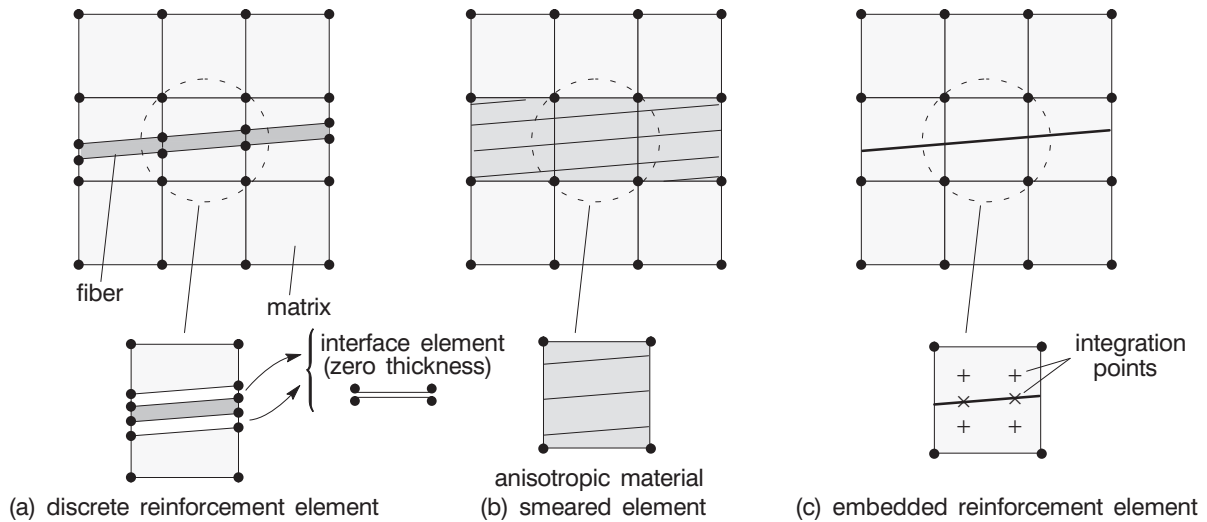 fiber
matrix
interface element
(zero thickness)
integration
points
anisotropic material
(a) discrete reinforcement element
(b) smeared element
(c) embedded reinforcement element